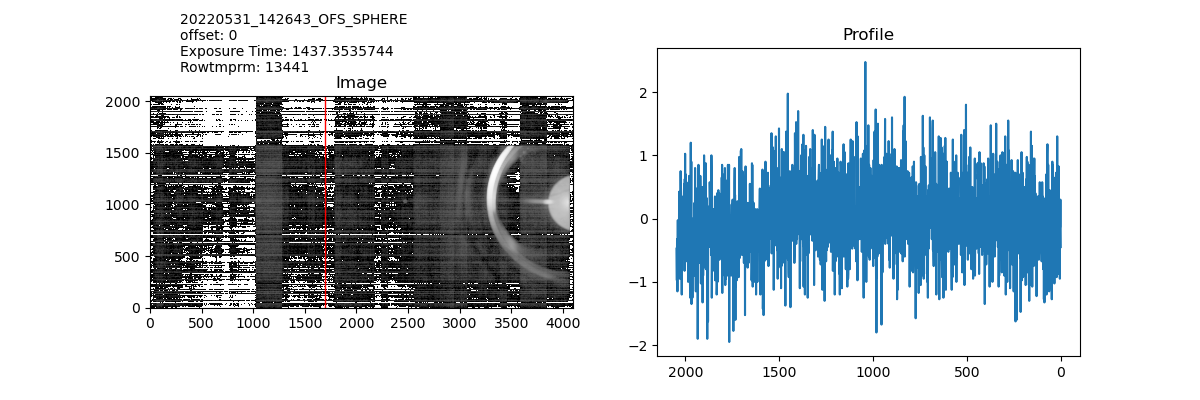 20220531_142643_OFS_SPHERE
offset: 0
Exposure Time: 1437.3535744
Rowtmprm: 13441
Image
2000
1500
1000
500
0
0 500 1000 1500 2000 2500 3000 3500 4000
Profile
2
1
0
−1
−2
2000 1500 1000 500 0